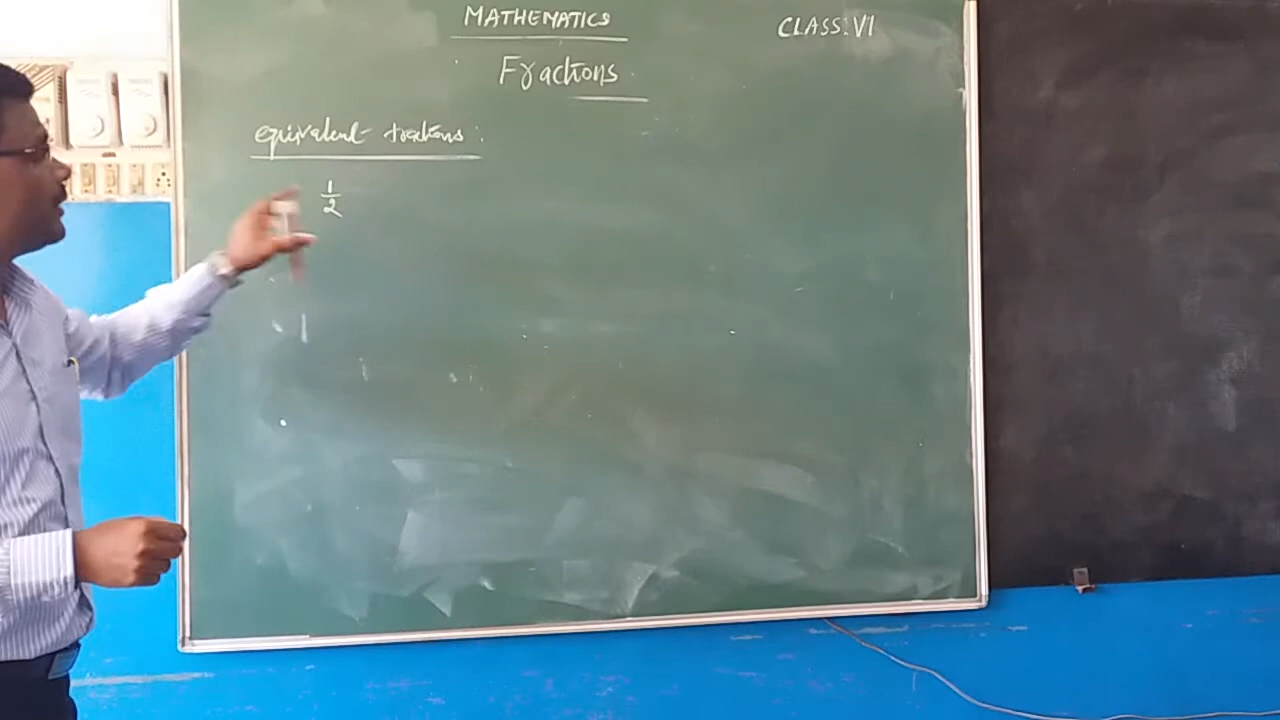 MATHEMATICS
CLASS:VI
Fractions
equivalent fractions:
1
2